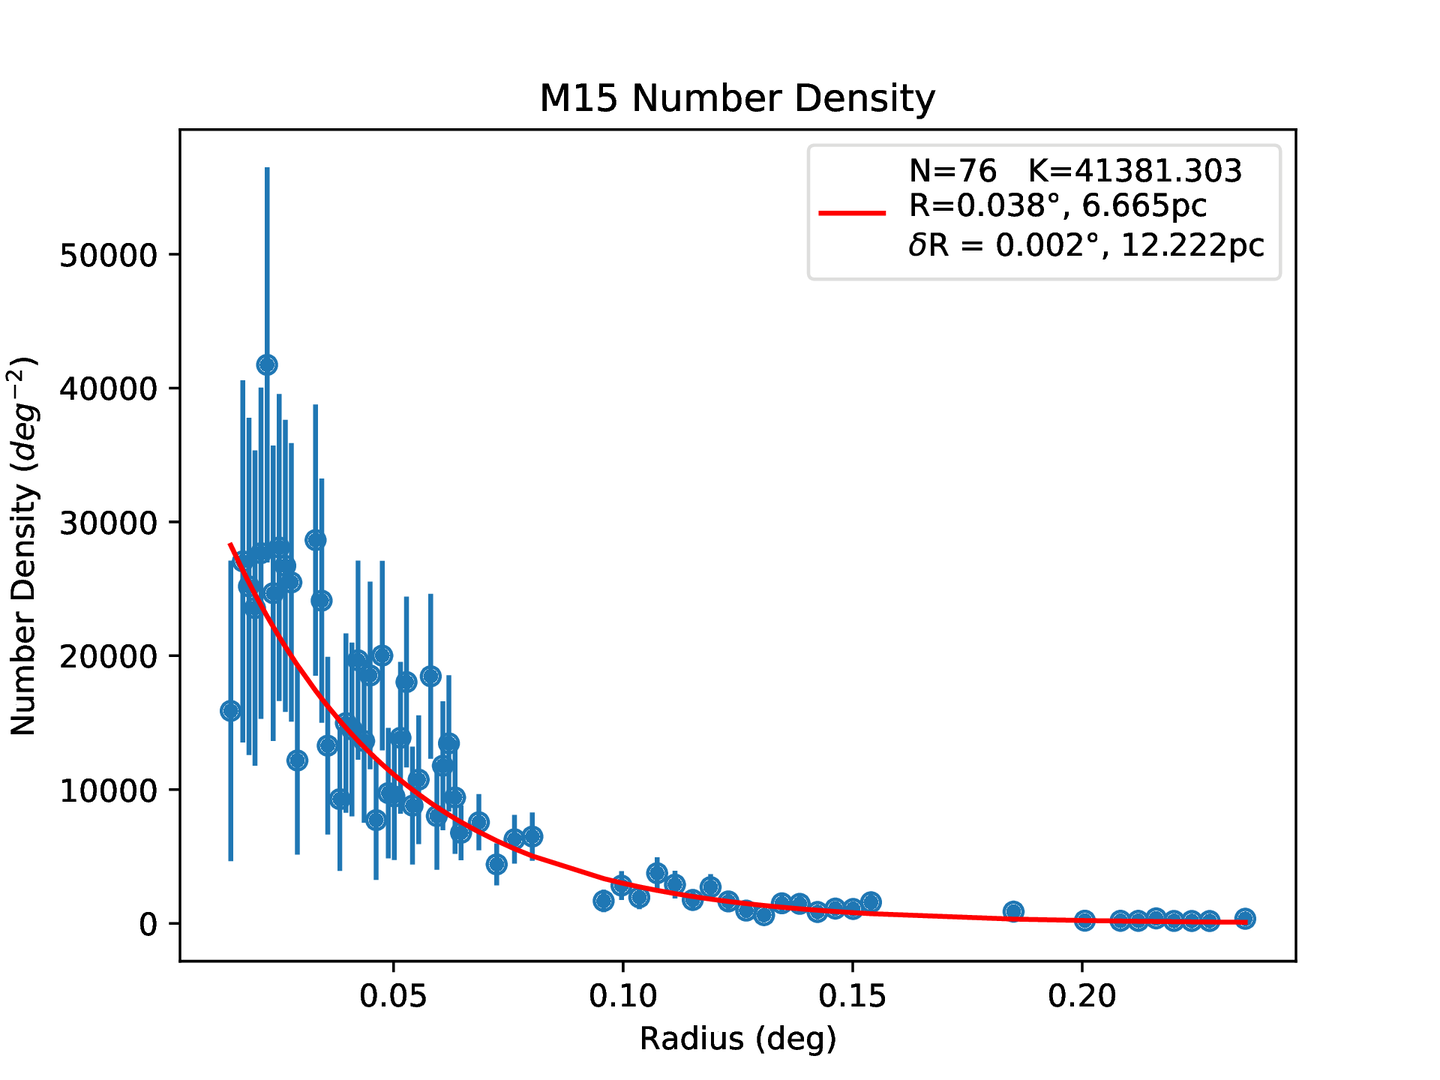 M15 Number Density
N=76 K=41381.303
R=0.038°, 6.665pc
δR = 0.002°, 12.222pc
Number Density (deg⁻²)
50000
40000
30000
20000
10000
0
0.05 0.10 0.15 0.20
Radius (deg)